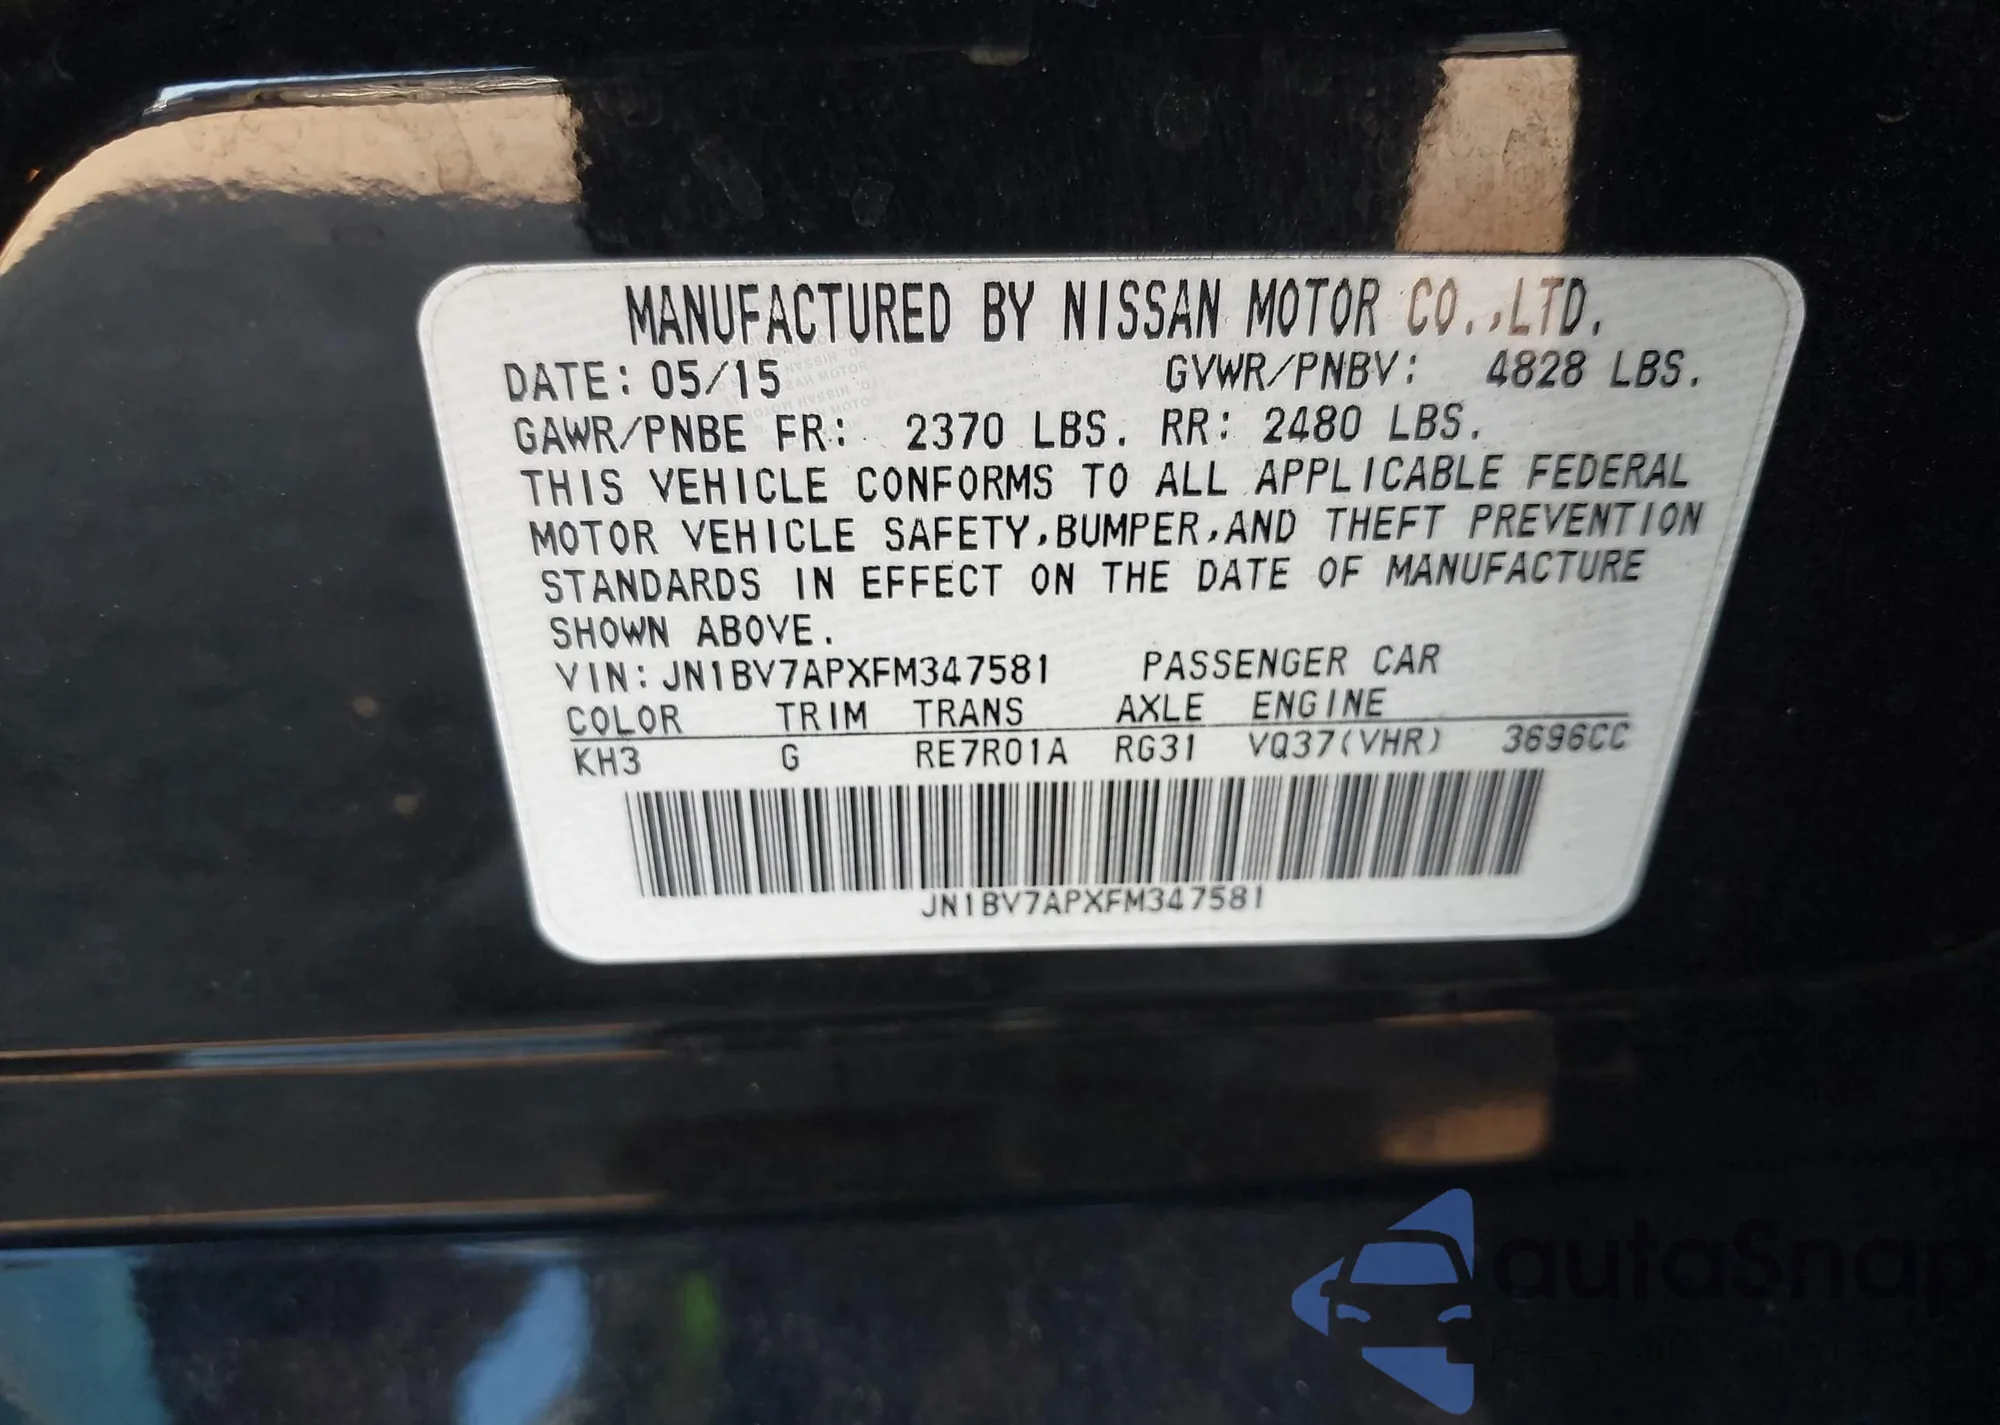 MANUFACTURED BY NISSAN MOTOR CO.,LTD.
DATE: 05/15 GVWR/PNBV: 4828 LBS.
GAWR/PNBE FR: 2370 LBS. RR: 2480 LBS.
THIS VEHICLE CONFORMS TO ALL APPLICABLE FEDERAL
MOTOR VEHICLE SAFETY,BUMPER,AND THEFT PREVENTION
STANDARDS IN EFFECT ON THE DATE OF MANUFACTURE
SHOWN ABOVE.
VIN:JN1BV7APXFM347581 PASSENGER CAR
COLOR TRIM TRANS AXLE ENGINE
KH3 G RE7R01A RG31 VQ37(VHR) 3696CC
JN1BV7APXFM347581
autoSnap